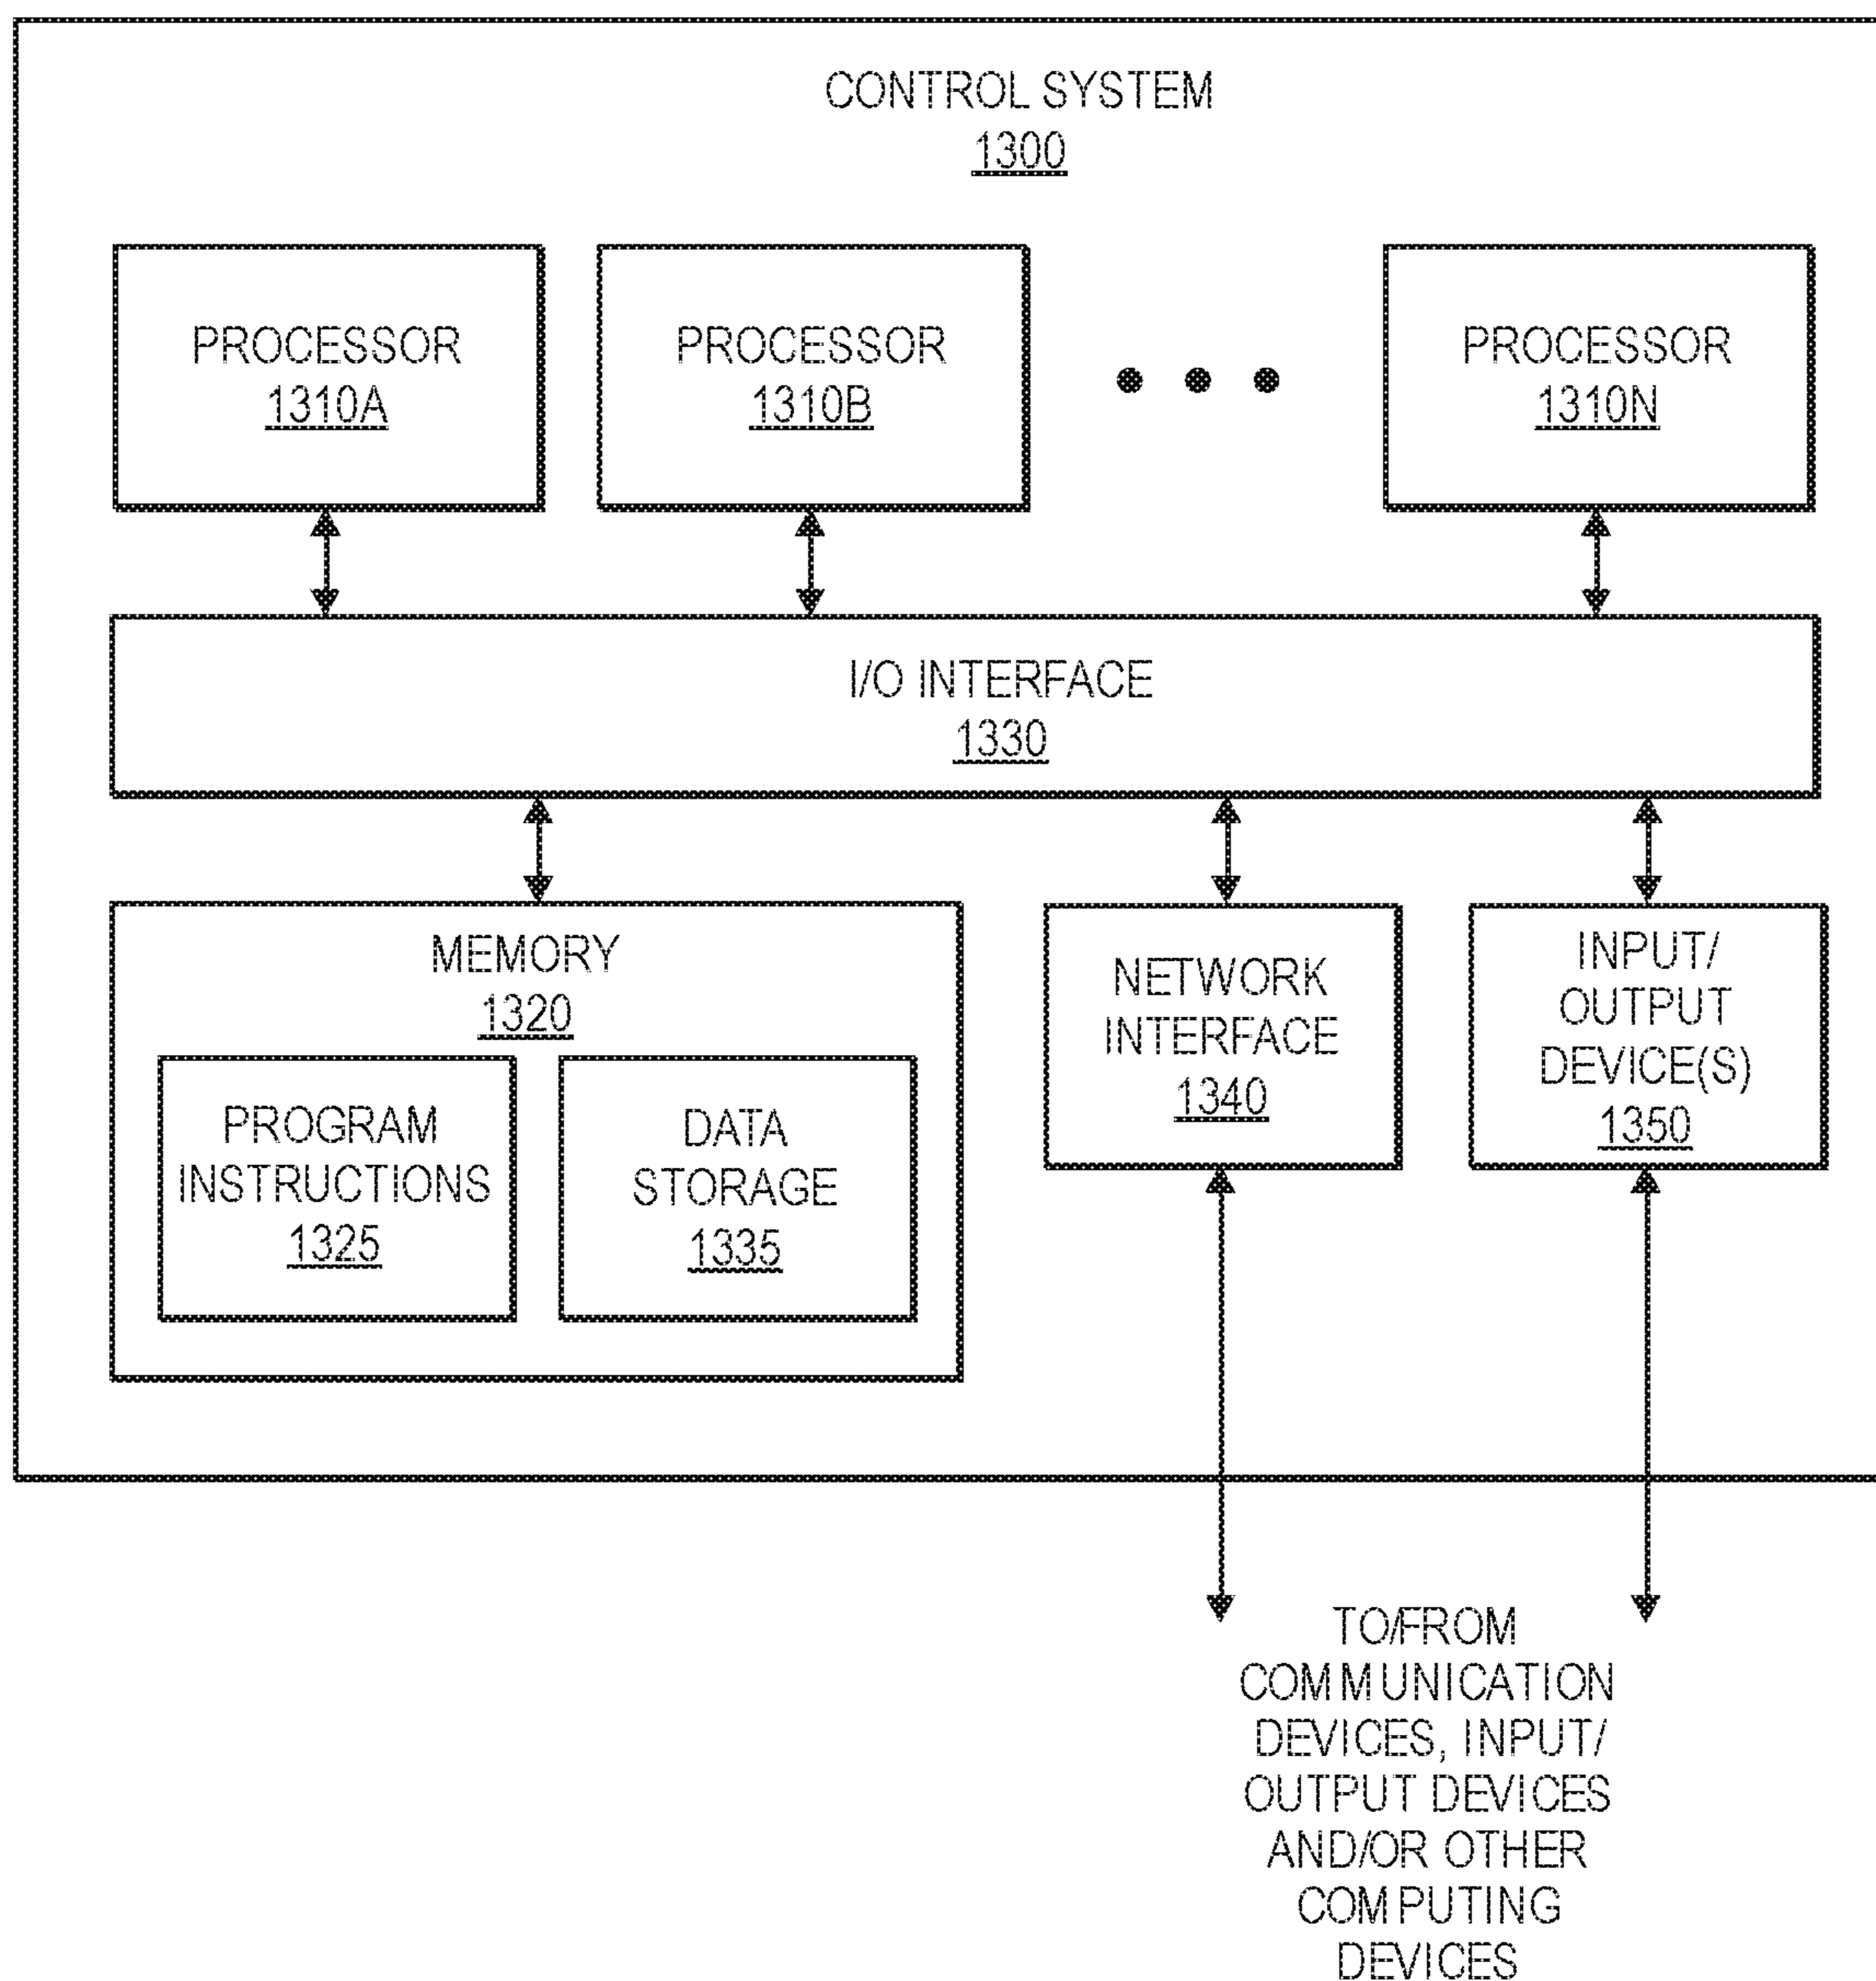 CONTROL SYSTEM
1300
PROCESSOR
1310A
PROCESSOR
1310B
PROCESSOR
1310N
I/O INTERFACE
1330
MEMORY
1320
PROGRAM
INSTRUCTIONS
1325
DATA
STORAGE
1335
NETWORK
INTERFACE
1340
INPUT/
OUTPUT
DEVICE(S)
1350
TO/FROM
COMMUNICATION
DEVICES, INPUT/
OUTPUT DEVICES
AND/OR OTHER
COMPUTING
DEVICES